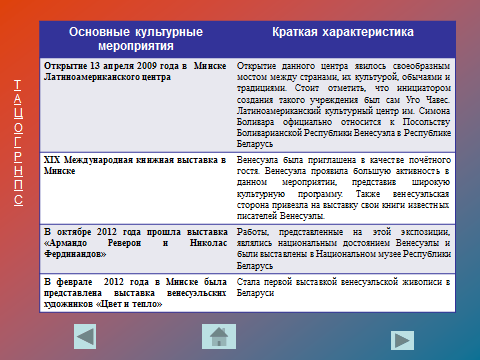 Основные культурные
мероприятия
Краткая характеристика
Открытие 13 апреля 2009 года в Минске
Латиноамериканского центра
Открытие данного центра явилось своеобразным
мостом между странами, их культурой, обычаями и
традициями. Стоит отметить, что инициатором
создания такого учреждения был сам Уго Чавес.
Латиноамериканский культурный центр им. Симона
Боливара официально относится к Посольству
Боливарианской Республики Венесуэла в Республике
Беларусь
XIX Международная книжная выставка в
Минске
Венесуэла была приглашена в качестве почётного
гостя. Венесуэла проявила большую активность в
данном мероприятии, представив широкую
культурную программу. Также венесуэльская
сторона привезла на выставку свои книги известных
писателей Венесуэлы.
В октябре 2012 года прошла выставка
«Армандо Реверон и Николас
Фердинандов»
Работы, представленные на этой экспозиции,
являлись национальным достоянием Венесуэлы и
были выставлены в Национальном музее Республики
Беларусь
В феврале 2012 года в Минске была
представлена выставка венесуэльских
художников «Цвет и тепло»
Стала первой выставкой венесуэльской живописи в
Беларуси
Т
А
Ц
О
Г
Р
Н
П
С